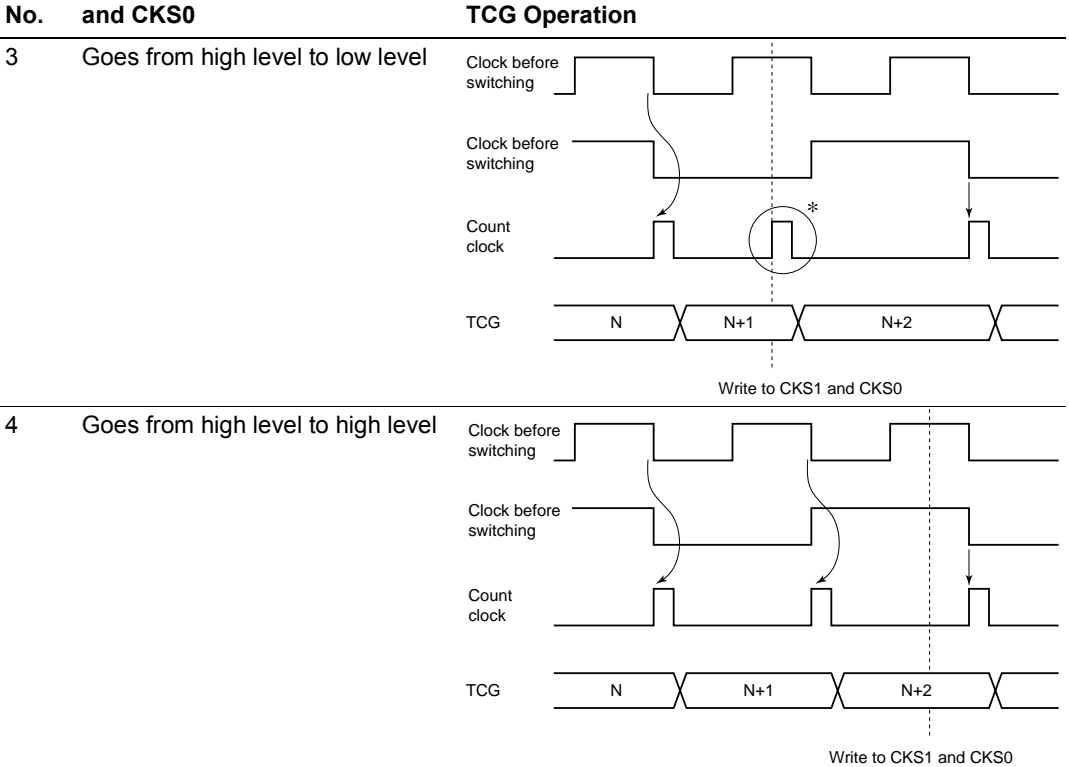 No. and CKS0 TCG Operation
3 Goes from high level to low level
Clock before
switching
Clock before
switching
*
Count
clock
TCG N N+1 N+2
Write to CKS1 and CKS0
4 Goes from high level to high level
Clock before
switching
Clock before
switching
Count
clock
TCG N N+1 N+2
Write to CKS1 and CKS0